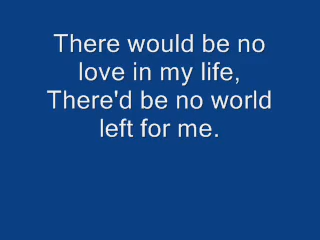 There would be no
love in my life,
There'd be no world
left for me.